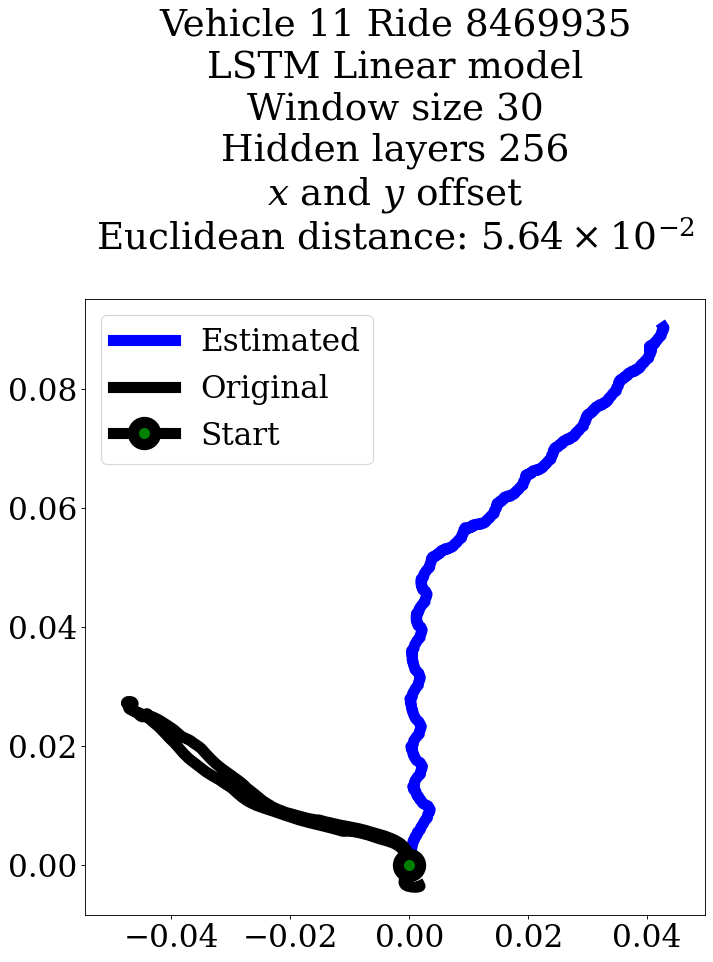 Vehicle 11 Ride 8469935
LSTM Linear model
Window size 30
Hidden layers 256
x and y offset
Euclidean distance: 5.64 × 10⁻²
Estimated
Original
Start
0.08
0.06
0.04
0.02
0.00
−0.04 −0.02 0.00 0.02 0.04